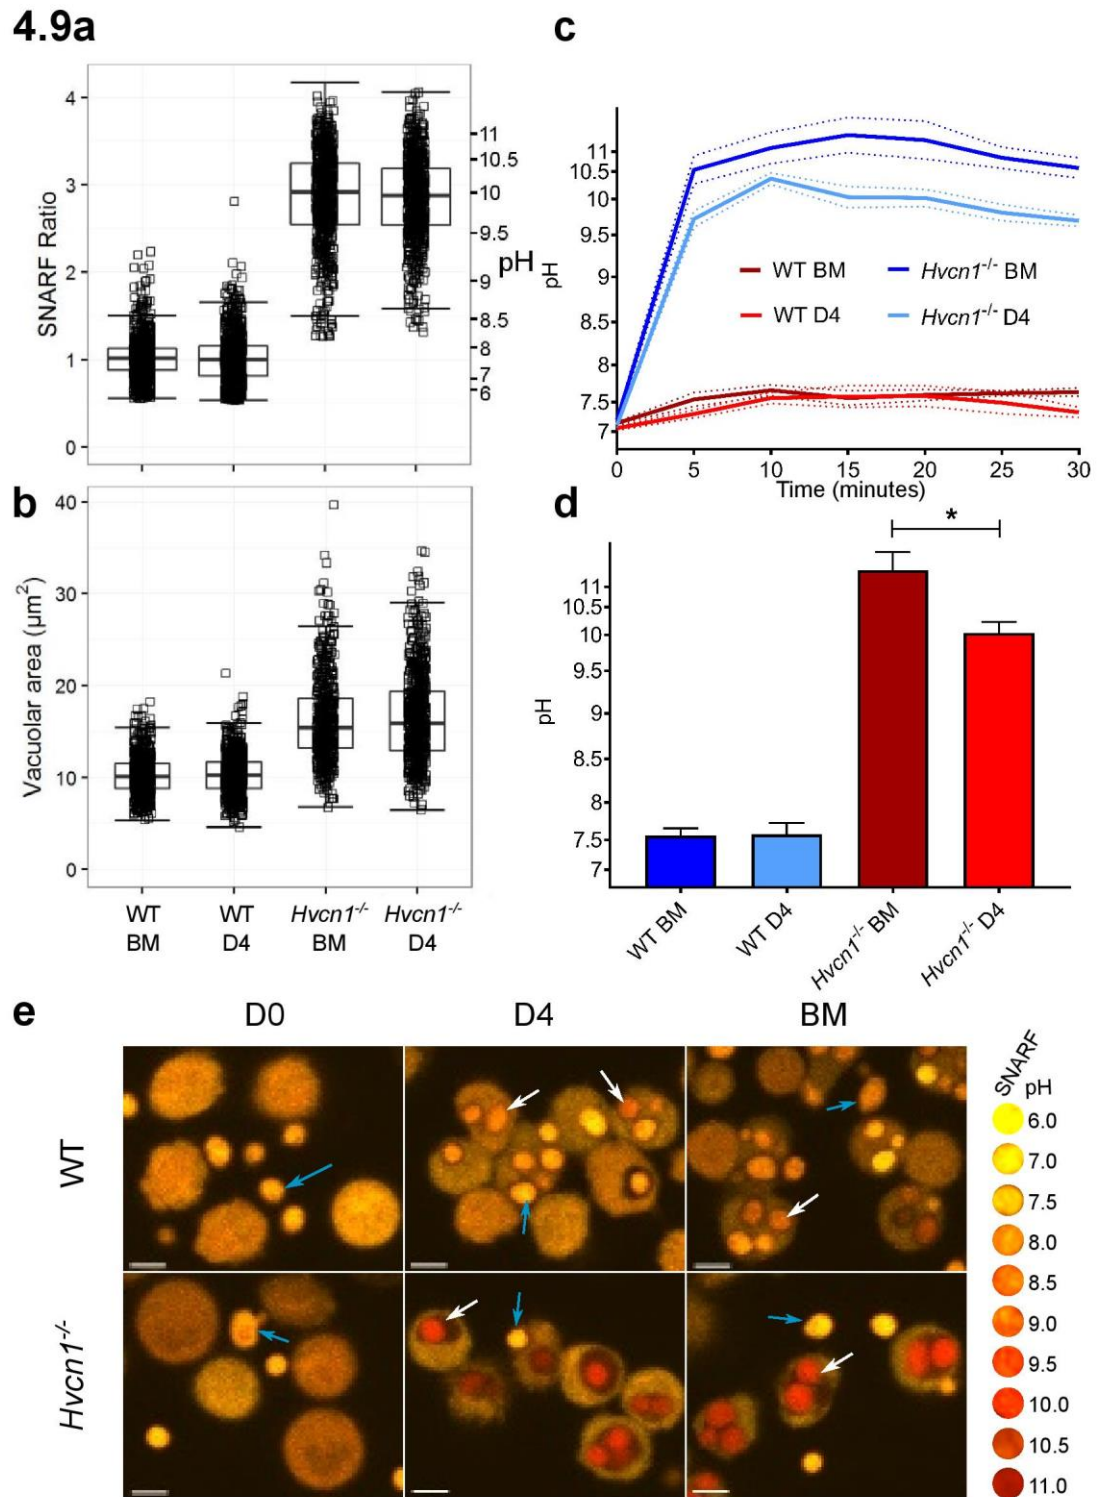 4.9a
4
3
2
1
0
SNARF Ratio
11
10.5
10
9.5
9
8.5
8
7
6
pH
b
40
30
20
10
0
Vacuolar area (µm²)
WT BM
WT D4
Hvcn1⁻/⁻ BM
Hvcn1⁻/⁻ D4
c
11
10.5
10
9.5
9
8.5
8
7.5
7
pH
WT BM
Hvcn1⁻/⁻ BM
WT D4
Hvcn1⁻/⁻ D4
0 5 10 15 20 25 30
Time (minutes)
d
*
11
10.5
10
9.5
9
8.5
8
7.5
7
pH
WT BM
WT D4
Hvcn1⁻/⁻ BM
Hvcn1⁻/⁻ D4
e
D0 D4 BM
WT
Hvcn1⁻/⁻
SNARF pH
6.0
7.0
7.5
8.0
8.5
9.0
9.5
10.0
10.5
11.0